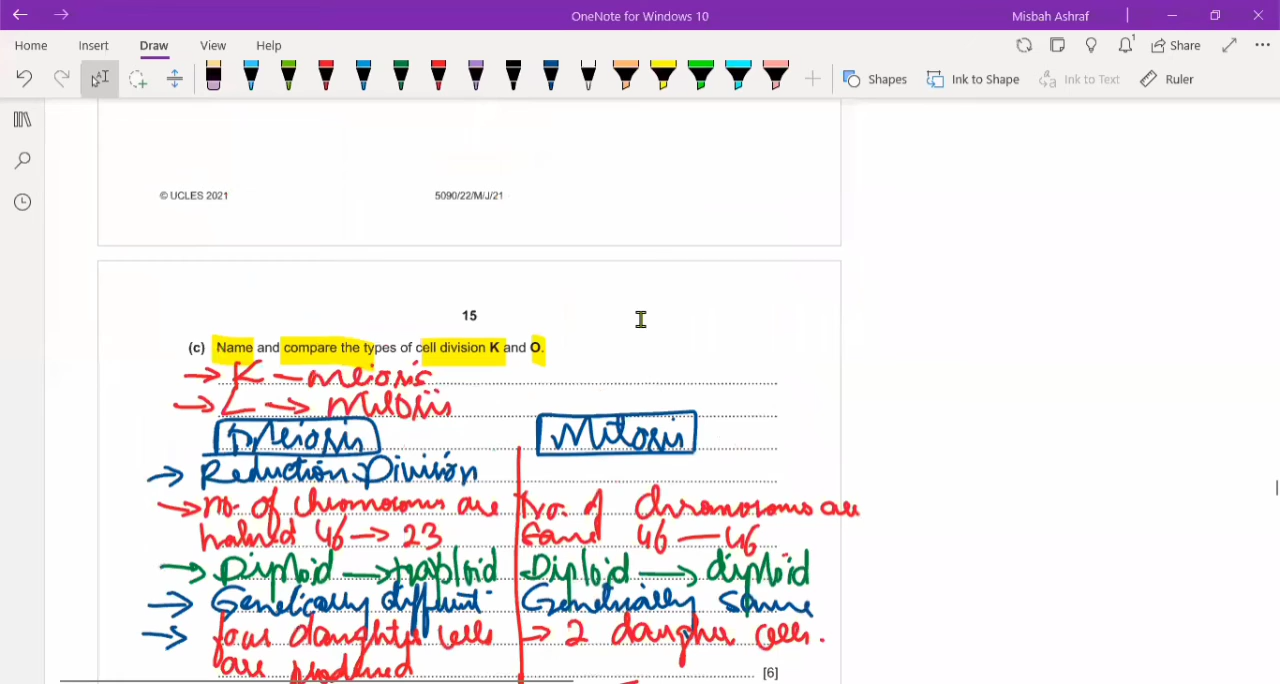 OneNote for Windows 10
Misbah Ashraf
Home Insert Draw View Help
1 Share
Shapes Ink to Shape Ink to Text Ruler
© UCLES 2021 5090/22/M/J/21
15
(c) Name and compare the types of cell division K and O.
→ K – meiosis
→ L → Mitosis
Meiosis Mitosis
→ Reduction Division
→ no. of chromosomes are no. of chromosomes are
halved 46 → 23 same 46 — 46
→ Diploid → haploid Diploid → diploid
→ Genetically different Genetically same
→ four daughter cells → 2 daughter cells.
are produced
[6]